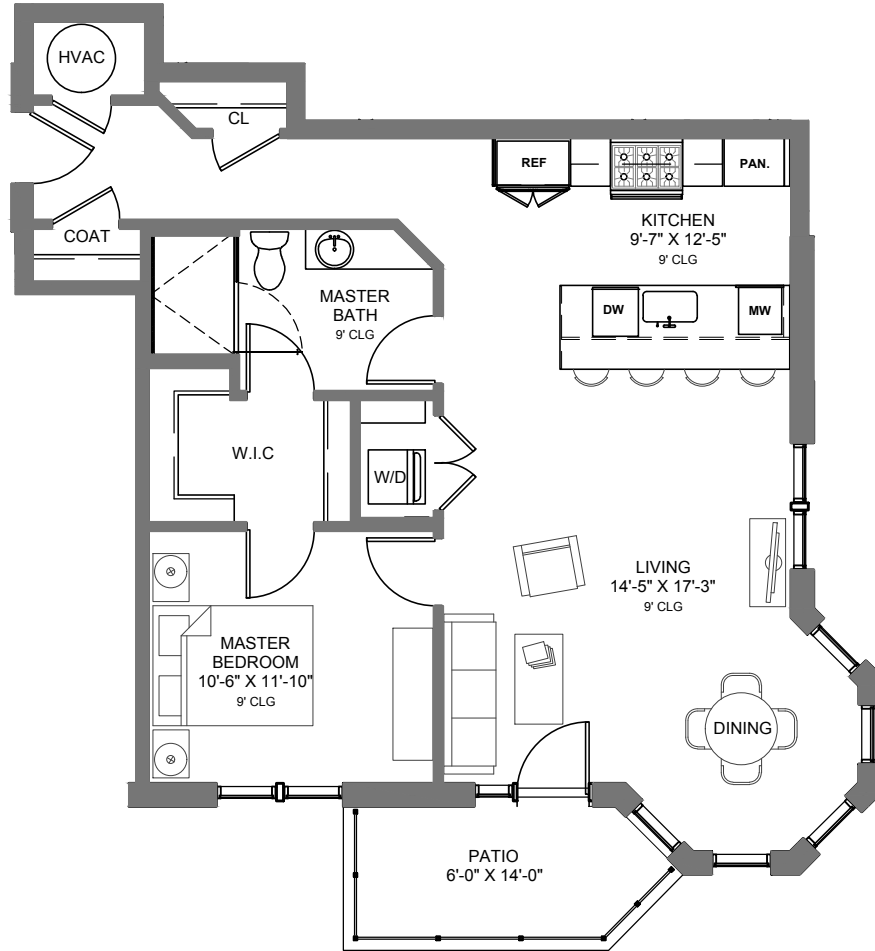 HVAC
CL
REF
PAN.
KITCHEN
9'-7" X 12'-5"
9' CLG
COAT
MASTER
BATH
9' CLG
DW
MW
W.I.C
W/D
LIVING
14'-5" X 17'-3"
9' CLG
MASTER
BEDROOM
10'-6" X 11'-10"
9' CLG
DINING
PATIO
6'-0" X 14'-0"